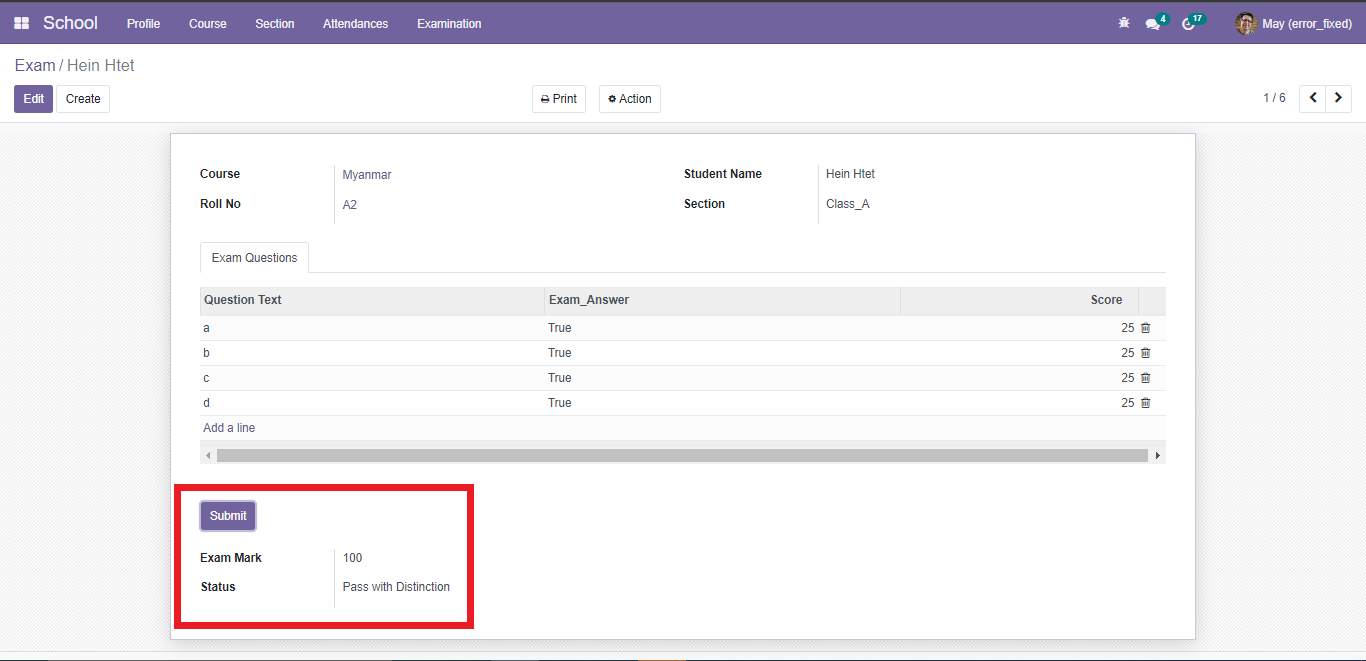 School Profile Course Section Attendances Examination 4 17 May (error_fixed)
Exam / Hein Htet
Edit Create Print Action 1 / 6
Course Myanmar Student Name Hein Htet
Roll No A2 Section Class_A
Exam Questions
Question Text Exam_Answer Score
a True 25
b True 25
c True 25
d True 25
Add a line
Submit
Exam Mark 100
Status Pass with Distinction